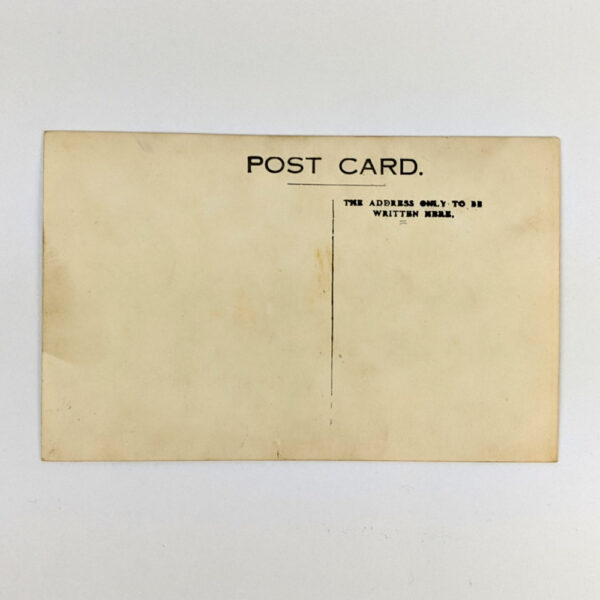 POST CARD.
THE ADDRESS ONLY TO BE
WRITTEN HERE.